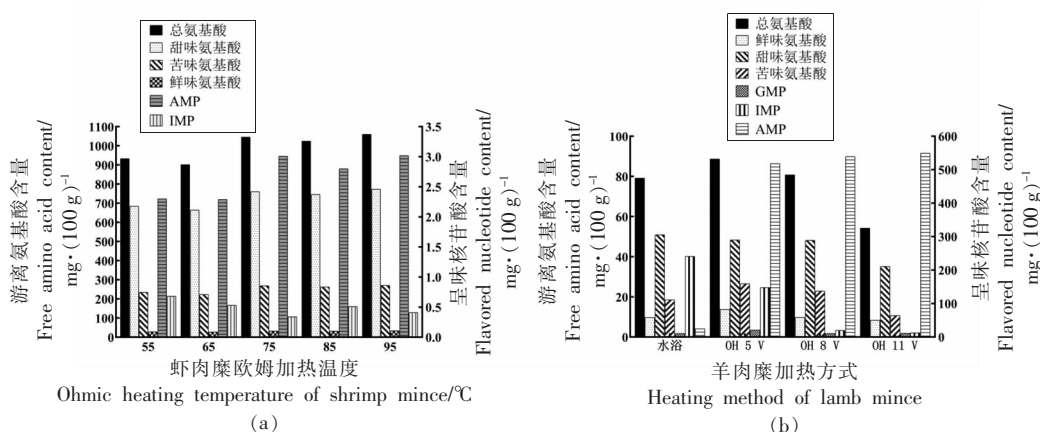 总氨基酸
甜味氨基酸
苦味氨基酸
鲜味氨基酸
AMP
IMP
游离氨基酸含量
Free amino acid content/
mg·(100 g)⁻¹
1100
1000
900
800
700
600
500
400
300
200
100
0
3.5
3.0
2.5
2.0
1.5
1.0
0.5
0.0
呈味核苷酸含量
Flavored nucleotide content/
mg·(100 g)⁻¹
55 65 75 85 95
虾肉糜欧姆加热温度
Ohmic heating temperature of shrimp mince/℃
(a)
总氨基酸
鲜味氨基酸
甜味氨基酸
苦味氨基酸
GMP
IMP
AMP
游离氨基酸含量
Free amino acid content/
mg·(100 g)⁻¹
100
80
60
40
20
0
600
500
400
300
200
100
0
呈味核苷酸含量
Flavored nucleotide content/
mg·(100 g)⁻¹
水浴 OH 5 V OH 8 V OH 11 V
羊肉糜加热方式
Heating method of lamb mince
(b)